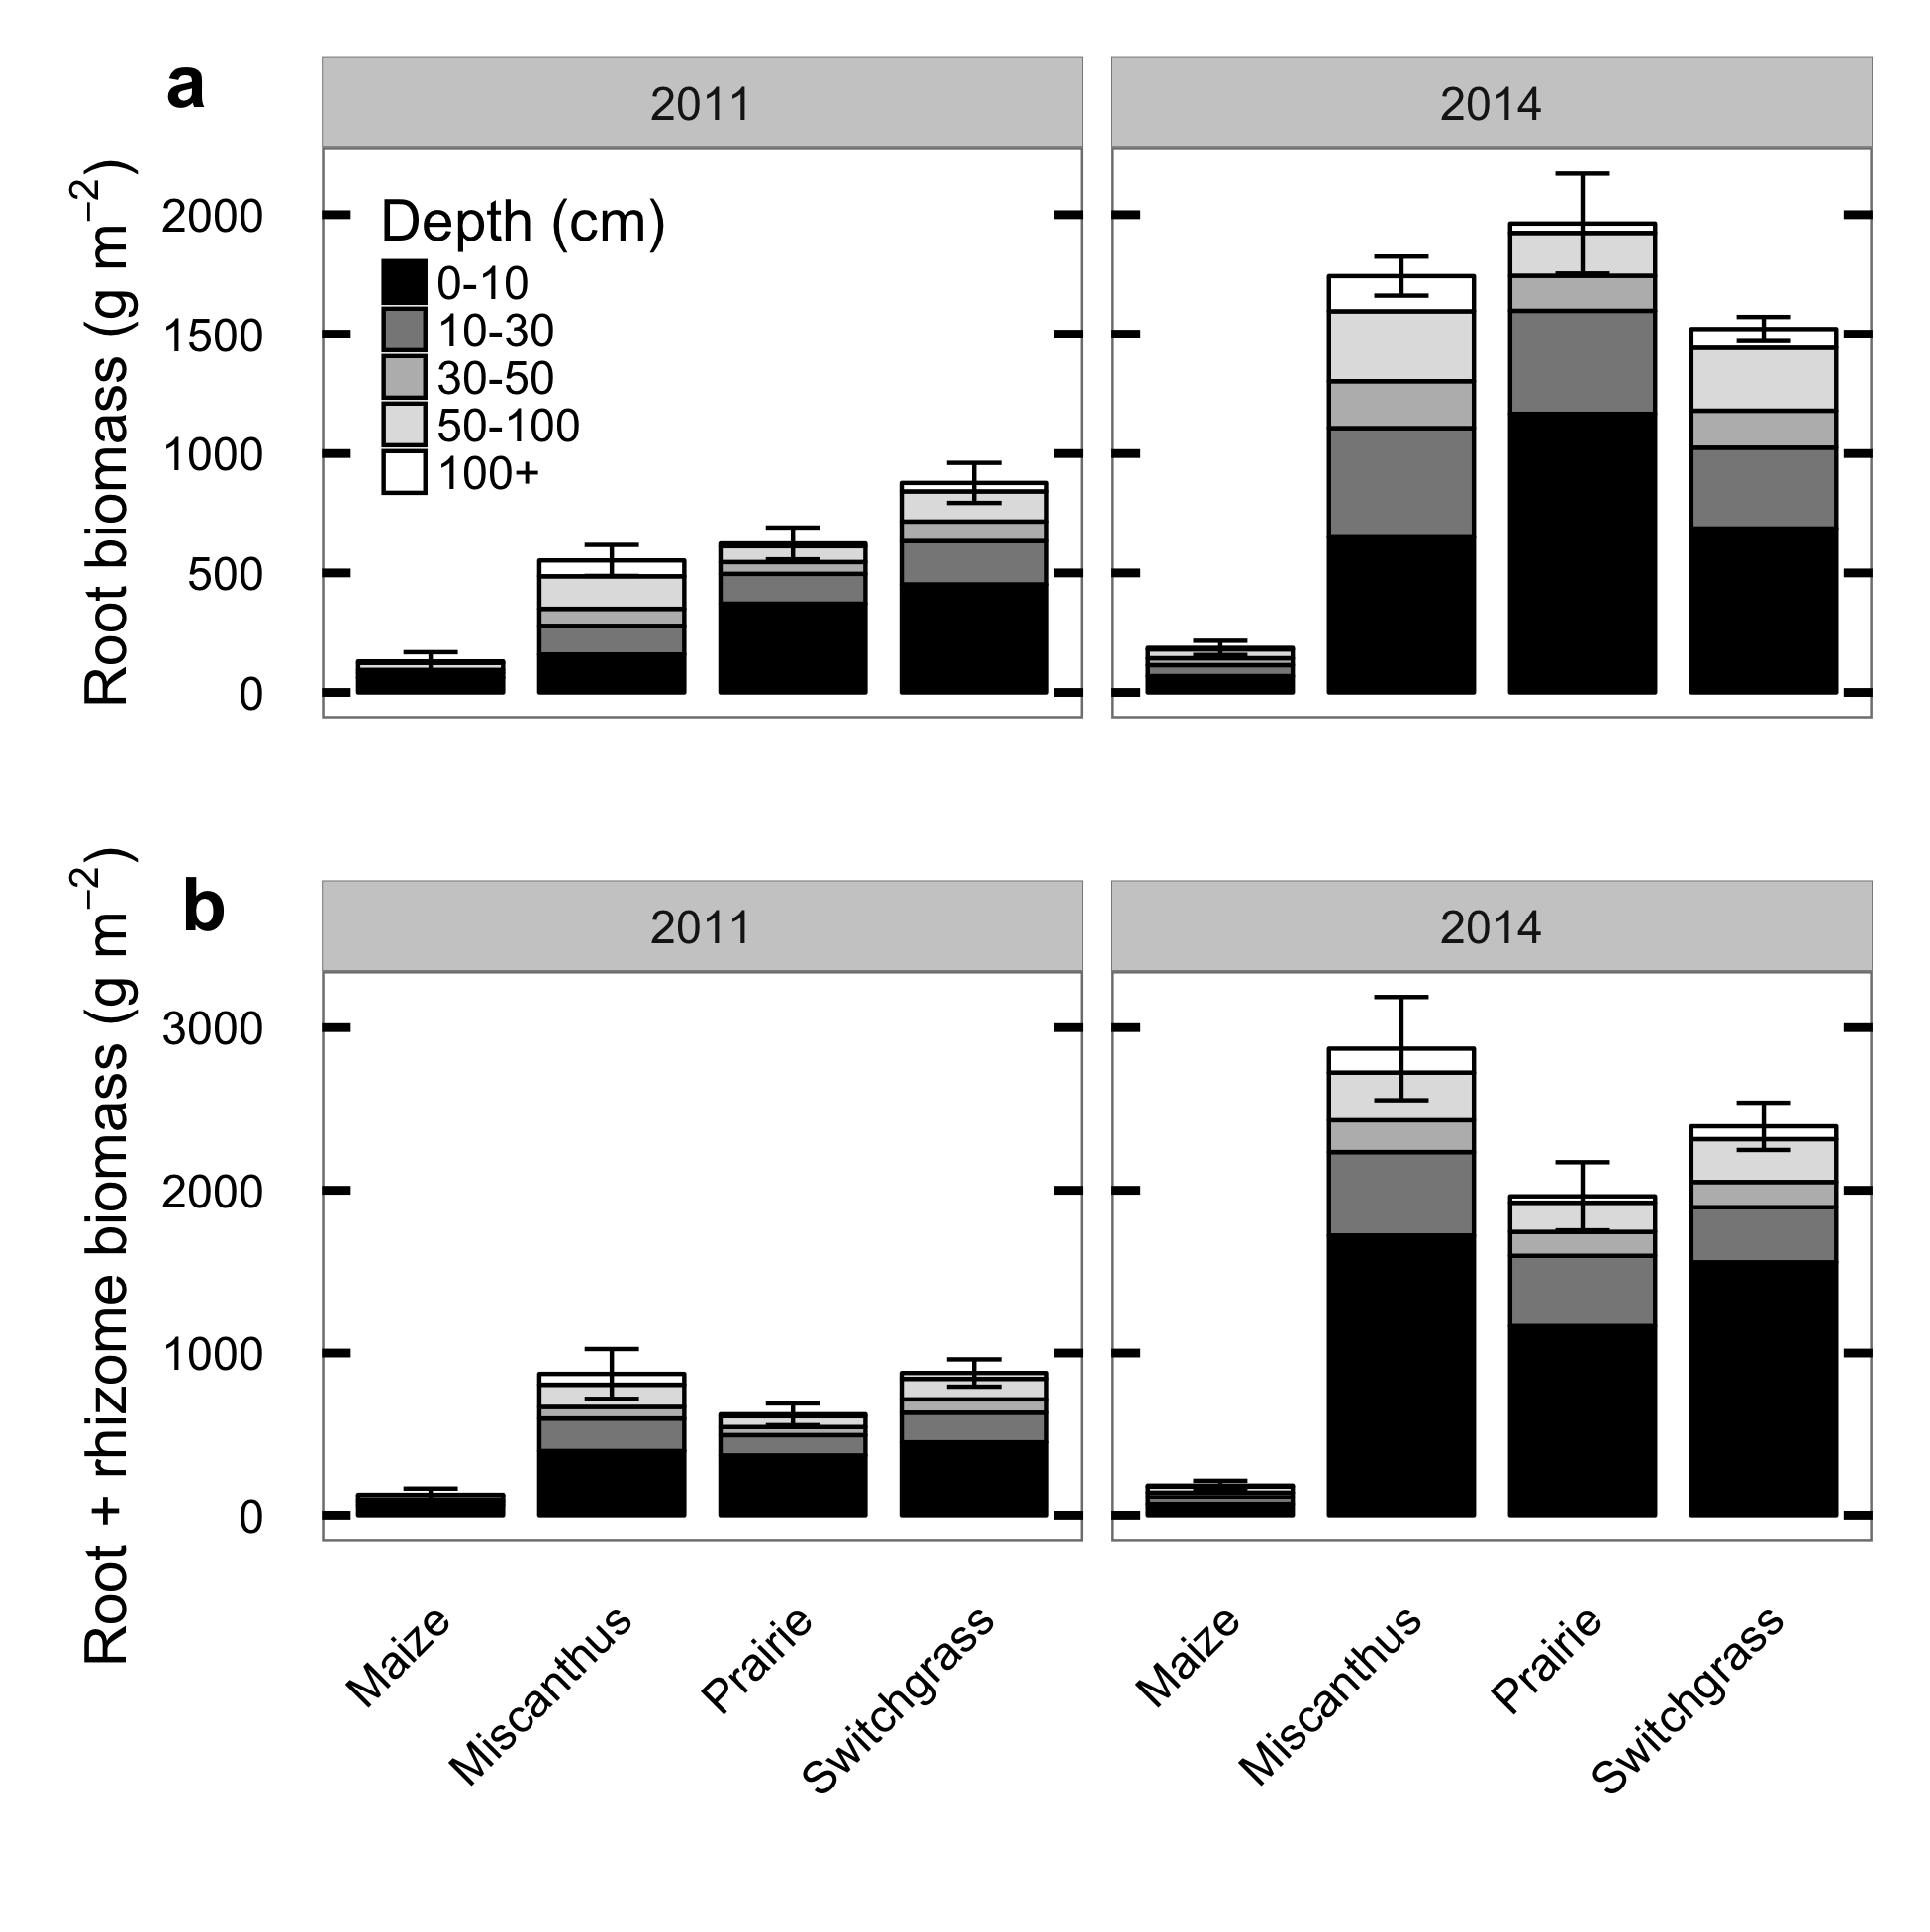 a
2011
2014
Root biomass (g m⁻²)
2000
1500
1000
500
0
Depth (cm)
0-10
10-30
30-50
50-100
100+
b
2011
2014
Root + rhizome biomass (g m⁻²)
3000
2000
1000
0
Maize
Miscanthus
Prairie
Switchgrass
Maize
Miscanthus
Prairie
Switchgrass